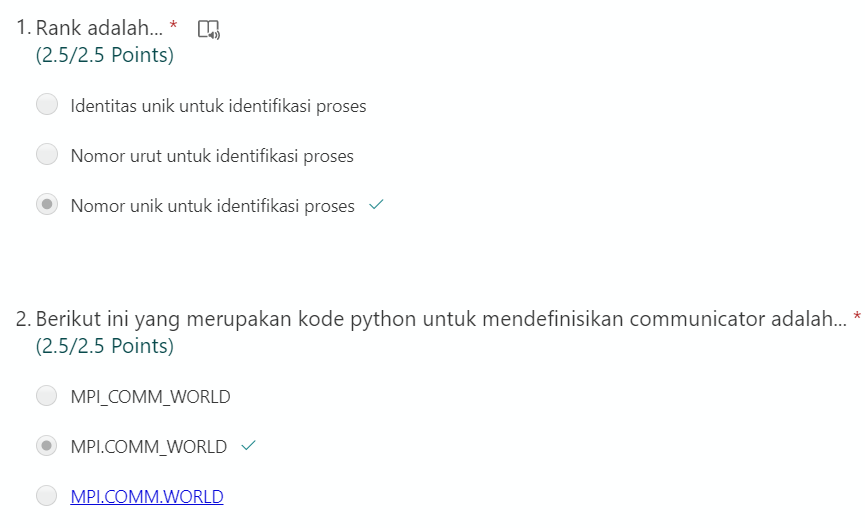 1. Rank adalah... *
(2.5/2.5 Points)
Identitas unik untuk identifikasi proses
Nomor urut untuk identifikasi proses
Nomor unik untuk identifikasi proses
2. Berikut ini yang merupakan kode python untuk mendefinisikan communicator adalah... *
(2.5/2.5 Points)
MPI_COMM_WORLD
MPI.COMM_WORLD
MPI.COMM.WORLD